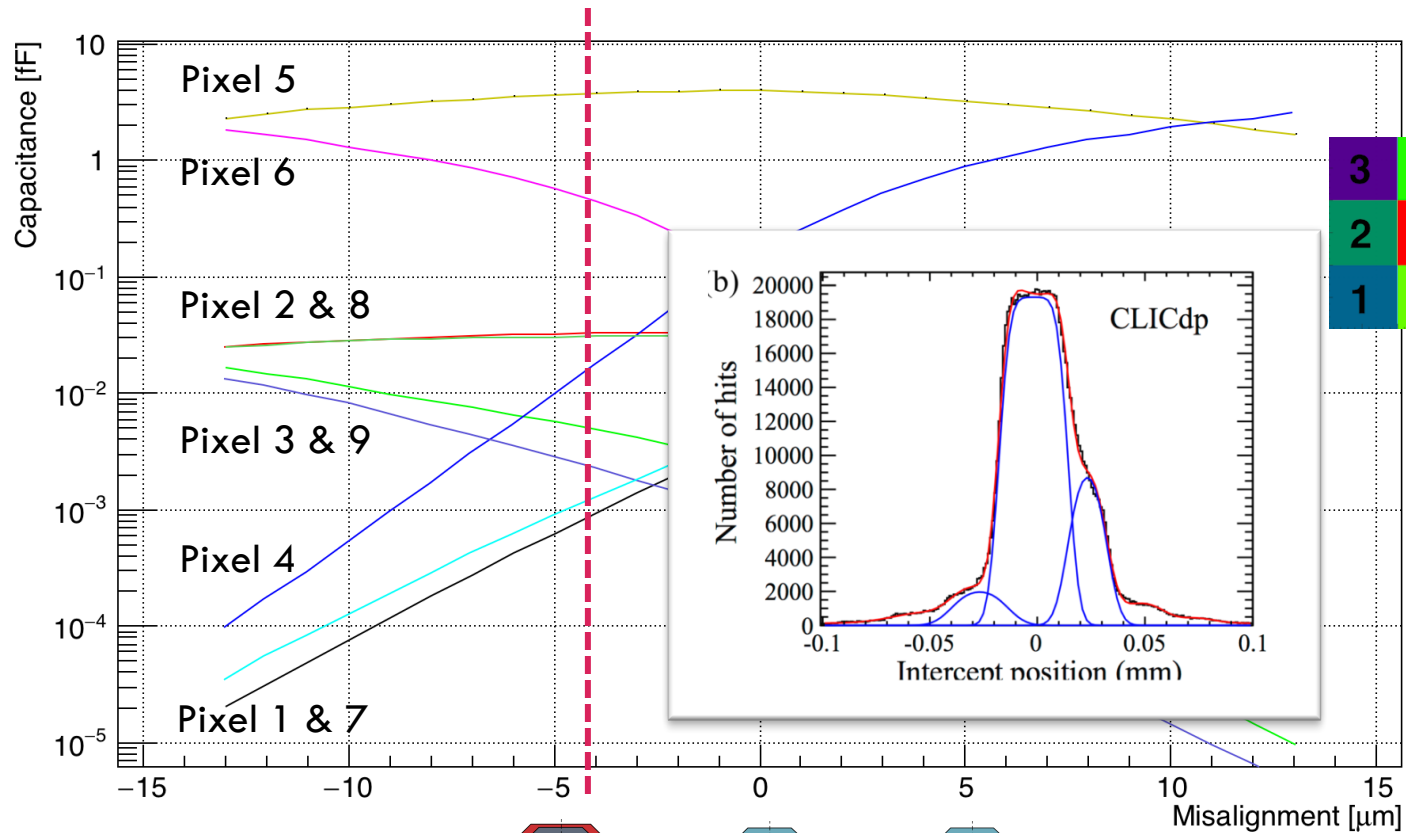 Capacitance [fF]
10
1
10⁻¹
10⁻²
10⁻³
10⁻⁴
10⁻⁵
Pixel 5
Pixel 6
Pixel 2 & 8
Pixel 3 & 9
Pixel 4
Pixel 1 & 7
−15
−10
−5
0
5
10
15
Misalignment [μm]
3
2
1
(b)
CLICdp
Number of hits
20000
18000
16000
14000
12000
10000
8000
6000
4000
2000
0
-0.1
-0.05
0
0.05
0.1
Intercept position (mm)